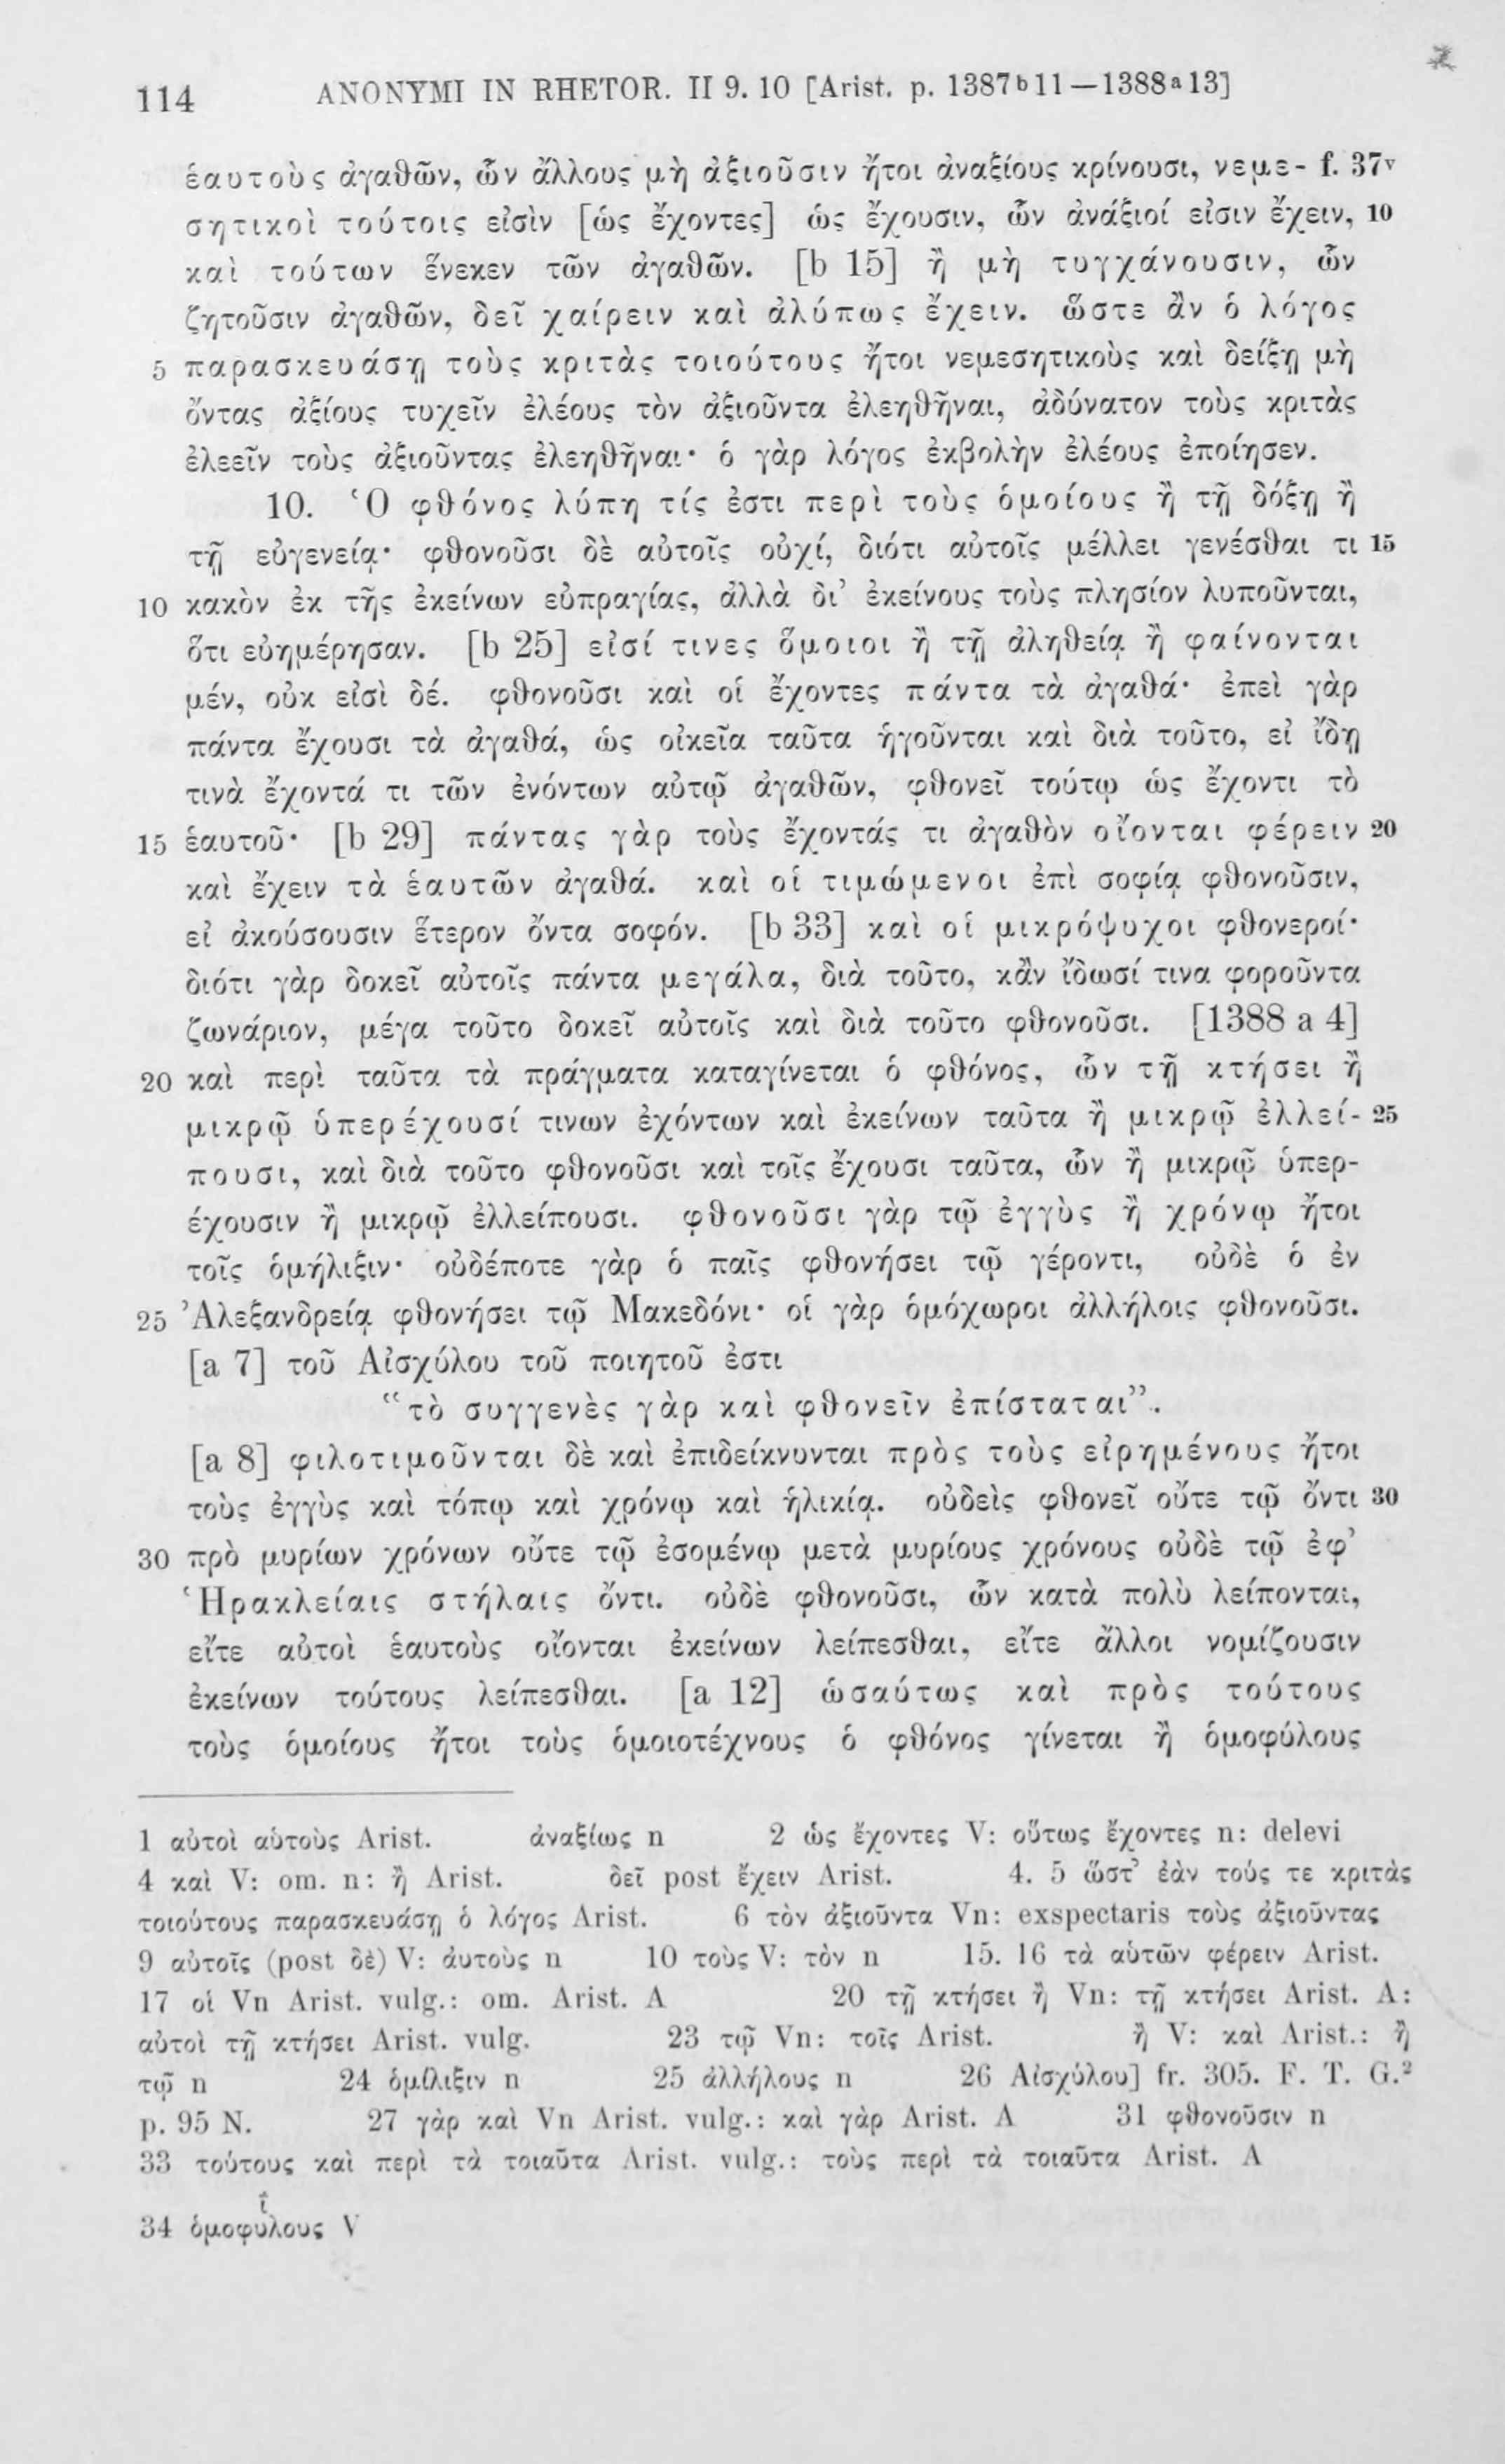 114 ANONYMI IN RHETOR. II 9. 10 [Arist. p. 1387b11—1388a13]
ἑαυτοὺς ἀγαθῶν, ὧν ἄλλους μὴ ἀξιοῦσιν ἤτοι ἀναξίους κρίνουσι, νεμε- f. 37v
σητικοὶ τούτοις εἰσὶν [ὡς ἔχοντες] ὡς ἔχουσιν, ὧν ἀνάξιοί εἰσιν ἔχειν, 10
καὶ τούτων ἕνεκεν τῶν ἀγαθῶν. [b 15] ἢ μὴ τυγχάνουσιν, ὧν
ζητοῦσιν ἀγαθῶν, δεῖ χαίρειν καὶ ἀλύπως ἔχειν. ὥστε ἂν ὁ λόγος
5 παρασκευάσῃ τοὺς κριτὰς τοιούτους ἤτοι νεμεσητικοὺς καὶ δείξῃ μὴ
ὄντας ἀξίους τυχεῖν ἐλέους τὸν ἀξιοῦντα ἐλεηθῆναι, ἀδύνατον τοὺς κριτὰς
ἐλεεῖν τοὺς ἀξιοῦντας ἐλεηθῆναι· ὁ γὰρ λόγος ἐκβολὴν ἐλέους ἐποίησεν.
10. Ὁ φθόνος λύπη τίς ἐστι περὶ τοὺς ὁμοίους ἢ τῇ δόξῃ ἢ
τῇ εὐγενείᾳ· φθονοῦσι δὲ αὐτοῖς οὐχί, διότι αὐτοῖς μέλλει γενέσθαι τι 15
10 κακὸν ἐκ τῆς ἐκείνων εὐπραγίας, ἀλλὰ δι’ ἐκείνους τοὺς πλησίον λυποῦνται,
ὅτι εὐημέρησαν. [b 25] εἰσί τινες ὅμοιοι ἢ τῇ ἀληθείᾳ ἢ φαίνονται
μέν, οὐκ εἰσὶ δέ. φθονοῦσι καὶ οἱ ἔχοντες πάντα τὰ ἀγαθά· ἐπεὶ γὰρ
πάντα ἔχουσι τὰ ἀγαθά, ὡς οἰκεῖα ταῦτα ἡγοῦνται καὶ διὰ τοῦτο, εἰ ἴδῃ
τινὰ ἔχοντά τι τῶν ἐνόντων αὐτῷ ἀγαθῶν, φθονεῖ τούτῳ ὡς ἔχοντι τὸ
15 ἑαυτοῦ· [b 29] πάντας γὰρ τοὺς ἔχοντάς τι ἀγαθὸν οἴονται φέρειν 20
καὶ ἔχειν τὰ ἑαυτῶν ἀγαθά. καὶ οἱ τιμώμενοι ἐπὶ σοφίᾳ φθονοῦσιν,
εἰ ἀκούσουσιν ἕτερον ὄντα σοφόν. [b 33] καὶ οἱ μικρόψυχοι φθονεροί·
διότι γὰρ δοκεῖ αὐτοῖς πάντα μεγάλα, διὰ τοῦτο, κἂν ἴδωσί τινα φοροῦντα
ζωνάριον, μέγα τοῦτο δοκεῖ αὐτοῖς καὶ διὰ τοῦτο φθονοῦσι. [1388 a 4]
20 καὶ περὶ ταῦτα τὰ πράγματα καταγίνεται ὁ φθόνος, ὧν τῇ κτήσει ἢ
μικρῷ ὑπερέχουσί τινων ἐχόντων καὶ ἐκείνων ταῦτα ἢ μικρῷ ἐλλεί- 25
πουσι, καὶ διὰ τοῦτο φθονοῦσι καὶ τοῖς ἔχουσι ταῦτα, ὧν ἢ μικρῷ ὑπερ-
έχουσιν ἢ μικρῷ ἐλλείπουσι. φθονοῦσι γὰρ τῷ ἐγγὺς ἢ χρόνῳ ἤτοι
τοῖς ὁμήλιξιν· οὐδέποτε γὰρ ὁ παῖς φθονήσει τῷ γέροντι, οὐδὲ ὁ ἐν
25 Ἀλεξανδρείᾳ φθονήσει τῷ Μακεδόνι· οἱ γὰρ ὁμόχωροι ἀλλήλοις φθονοῦσι.
[a 7] τοῦ Αἰσχύλου τοῦ ποιητοῦ ἐστι
“τὸ συγγενὲς γὰρ καὶ φθονεῖν ἐπίσταται”.
[a 8] φιλοτιμοῦνται δὲ καὶ ἐπιδείκνυνται πρὸς τοὺς εἰρημένους ἤτοι
τοὺς ἐγγὺς καὶ τόπῳ καὶ χρόνῳ καὶ ἡλικίᾳ. οὐδεὶς φθονεῖ οὔτε τῷ ὄντι 30
30 πρὸ μυρίων χρόνων οὔτε τῷ ἐσομένῳ μετὰ μυρίους χρόνους οὐδὲ τῷ ἐφ’
Ἡρακλείαις στήλαις ὄντι. οὐδὲ φθονοῦσι, ὧν κατὰ πολὺ λείπονται,
εἴτε αὐτοὶ ἑαυτοὺς οἴονται ἐκείνων λείπεσθαι, εἴτε ἄλλοι νομίζουσιν
ἐκείνων τούτους λείπεσθαι. [a 12] ὡσαύτως καὶ πρὸς τούτους
τοὺς ὁμοίους ἤτοι τοὺς ὁμοιοτέχνους ὁ φθόνος γίνεται ἢ ὁμοφύλους
1 αὐτοὶ αὑτοὺς Arist. ἀναξίως n 2 ὡς ἔχοντες V: οὕτως ἔχοντες n: delevi
4 καὶ V: om. n: ἢ Arist. δεῖ post ἔχειν Arist. 4. 5 ὥστ’ ἐὰν τούς τε κριτὰς
τοιούτους παρασκευάσῃ ὁ λόγος Arist. 6 τὸν ἀξιοῦντα Vn: exspectaris τοὺς ἀξιοῦντας
9 αὐτοῖς (post δὲ) V: ἀυτοὺς n 10 τοὺς V: τὸν n 15. 16 τὰ αὑτῶν φέρειν Arist.
17 οἱ Vn Arist. vulg.: om. Arist. A 20 τῇ κτήσει ἢ Vn: τῇ κτήσει Arist. A:
αὐτοὶ τῇ κτήσει Arist. vulg. 23 τῷ Vn: τοῖς Arist. ἢ V: καὶ Arist.: ἢ
τῷ n 24 ὁμίλιξιν n 25 ἀλλήλους n 26 Αἰσχύλου] fr. 305. F. T. G.²
p. 95 N. 27 γὰρ καὶ Vn Arist. vulg.: καὶ γὰρ Arist. A 31 φθονοῦσιν n
33 τούτους καὶ περὶ τὰ τοιαῦτα Arist. vulg.: τοὺς περὶ τὰ τοιαῦτα Arist. A
34 ὁμοφύλους V